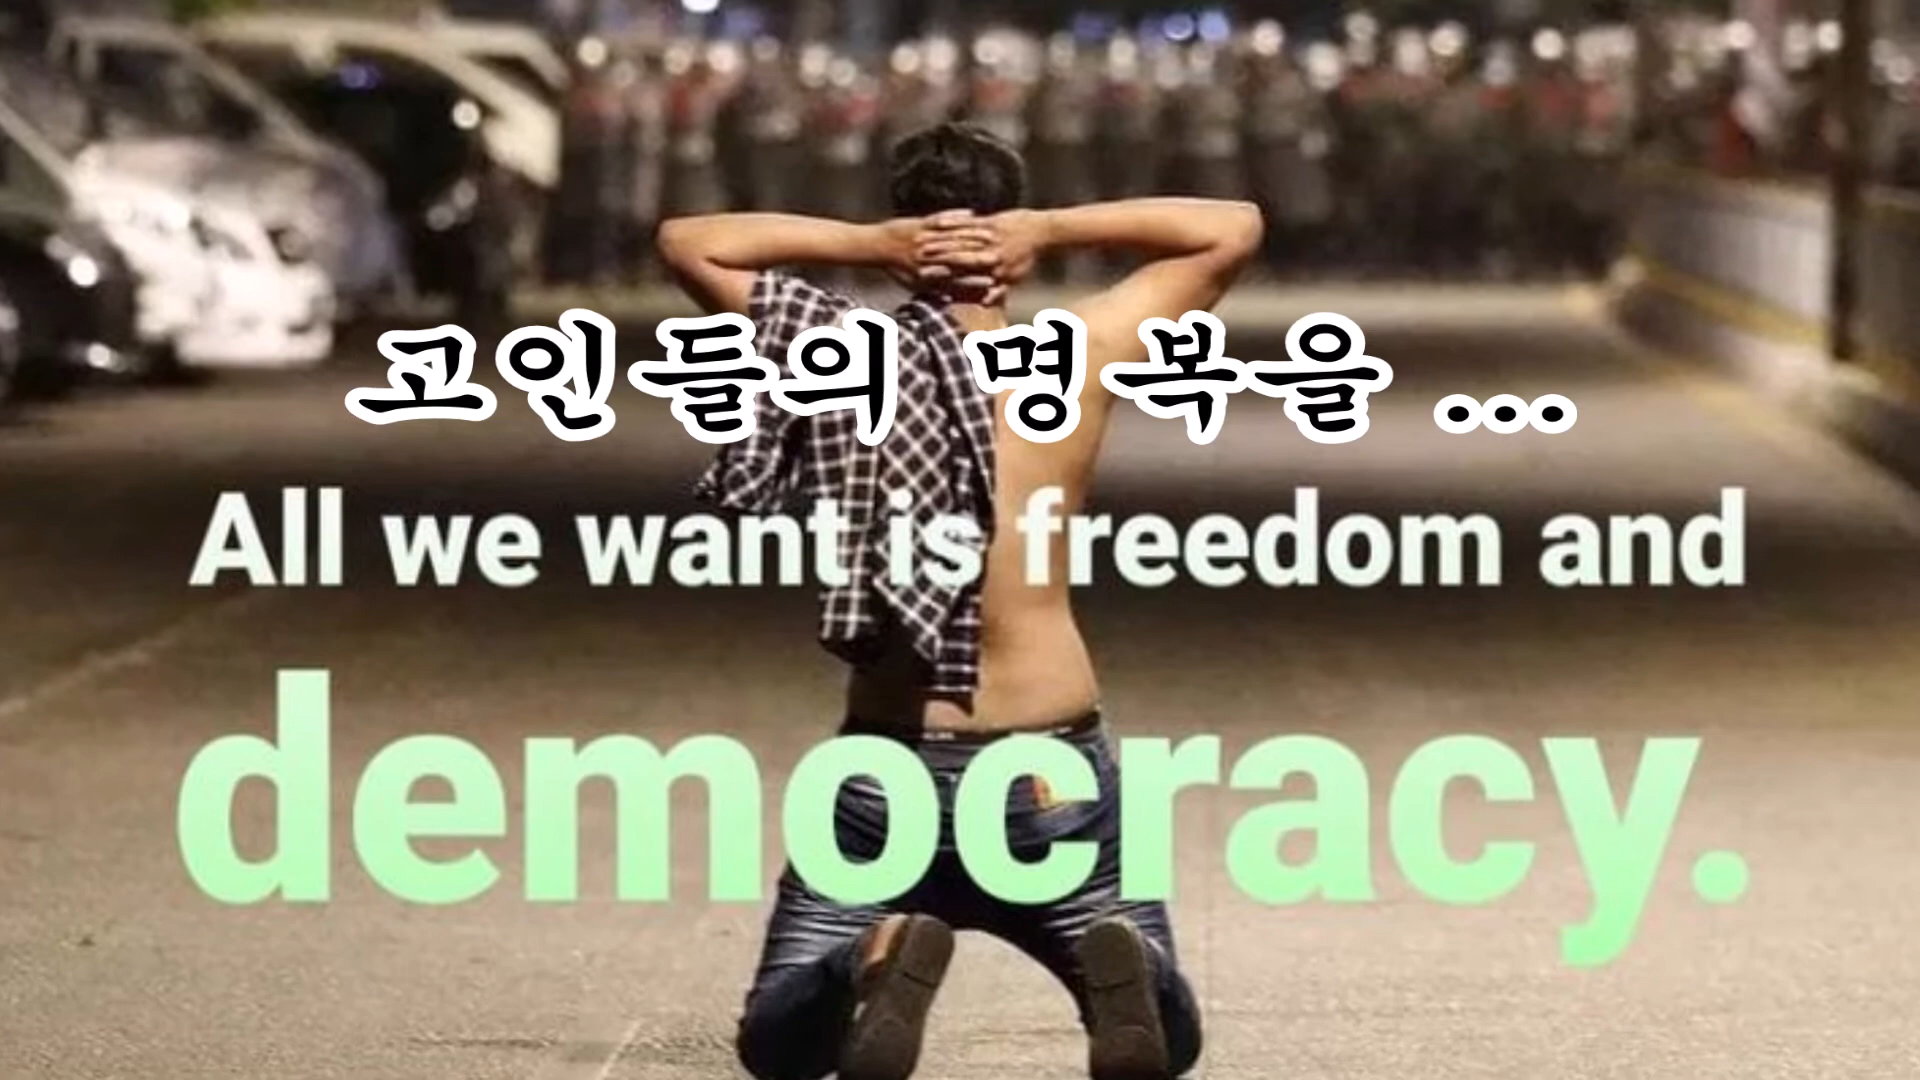 고인들의 명복을 ...
All we want is freedom and
democracy.